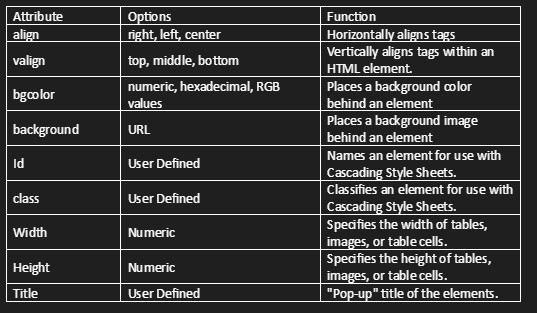 Attribute Options Function
align right, left, center Horizontally aligns tags
valign top, middle, bottom Vertically aligns tags within an
HTML element.
bgcolor numeric, hexadecimal, RGB
values Places a background color
behind an element
background URL Places a background image
behind an element
Id User Defined Names an element for use with
Cascading Style Sheets.
class User Defined Classifies an element for use with
Cascading Style Sheets.
Width Numeric Specifies the width of tables,
images, or table cells.
Height Numeric Specifies the height of tables,
images, or table cells.
Title User Defined "Pop-up" title of the elements.